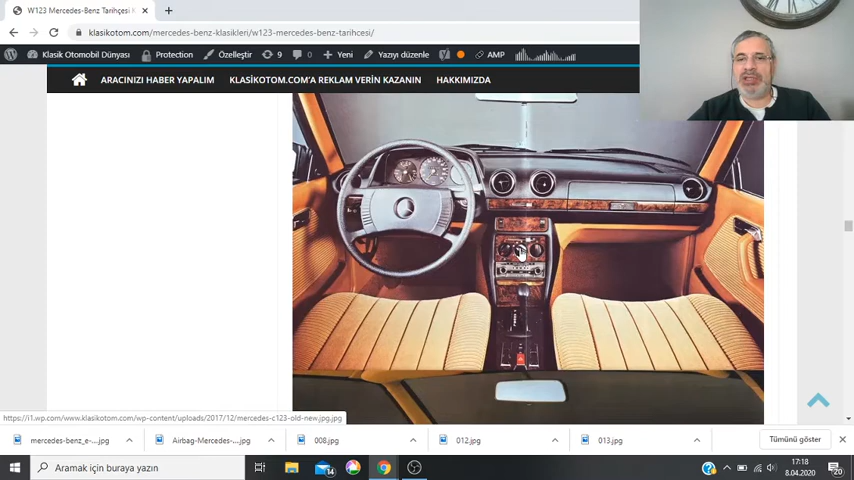 W123 Mercedes-Benz Tarihçesi K
klasikotom.com/mercedes-benz-klasikleri/w123-mercedes-benz-tarihcesi/
Klasik Otomobil Dünyası Protection Özelleştir 9 0 Yeni Yazıyı düzenle AMP
ARACINIZI HABER YAPALIM KLASİKOTOM.COM'A REKLAM VERİN KAZANIN HAKKIMIZDA
https://i1.wp.com/www.klasikotom.com/wp-content/uploads/2017/12/mercedes-c123-old-new.jpg.jpg
mercedes-benz_e-....jpg Airbag-Mercedes-....jpg 008.jpg 012.jpg 013.jpg Tümünü göster
Aramak için buraya yazın 14 17:18
8.04.2020 20